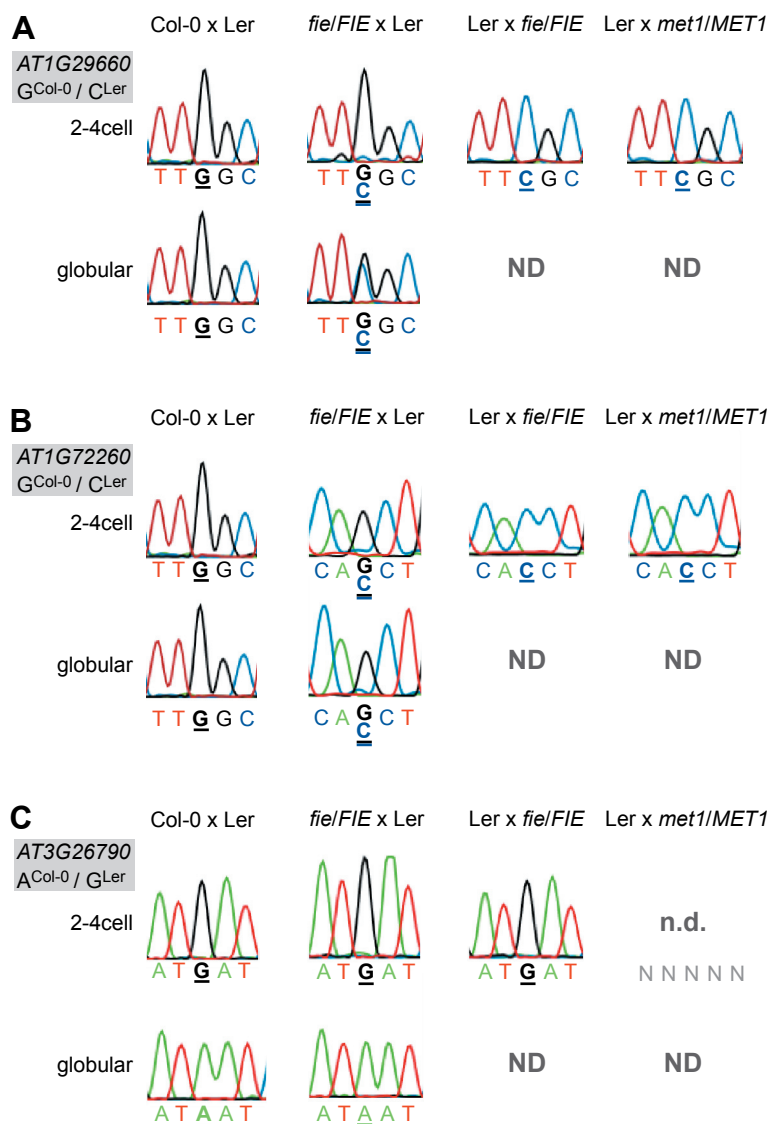 A
Col-0 x Ler fie/FIE x Ler Ler x fie/FIE Ler x met1/MET1
AT1G29660
GCol-0 / CLer
2-4cell
T T G G C T T G G C T T C G C T T C G C
C
globular ND ND
T T G G C T T G G C
C
B
Col-0 x Ler fie/FIE x Ler Ler x fie/FIE Ler x met1/MET1
AT1G72260
GCol-0 / CLer
2-4cell
T T G G C C A G C T C A C C T C A C C T
C
globular ND ND
T T G G C C A G C T
C
C
Col-0 x Ler fie/FIE x Ler Ler x fie/FIE Ler x met1/MET1
AT3G26790
ACol-0 / GLer
2-4cell n.d.
A T G A T A T G A T A T G A T N N N N N
globular ND ND
A T A A T A T A A T